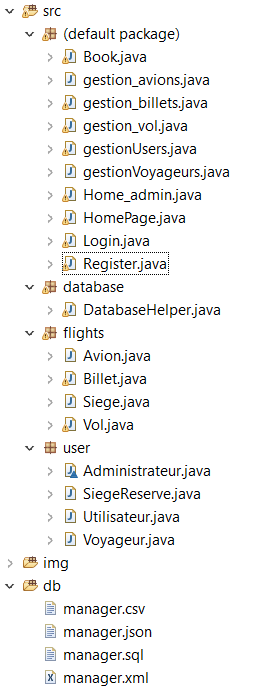 src
(default package)
Book.java
gestion_avions.java
gestion_billets.java
gestion_vol.java
gestionUsers.java
gestionVoyageurs.java
Home_admin.java
HomePage.java
Login.java
Register.java
database
DatabaseHelper.java
flights
Avion.java
Billet.java
Siege.java
Vol.java
user
Administrateur.java
SiegeReserve.java
Utilisateur.java
Voyageur.java
img
db
manager.csv
manager.json
manager.sql
manager.xml